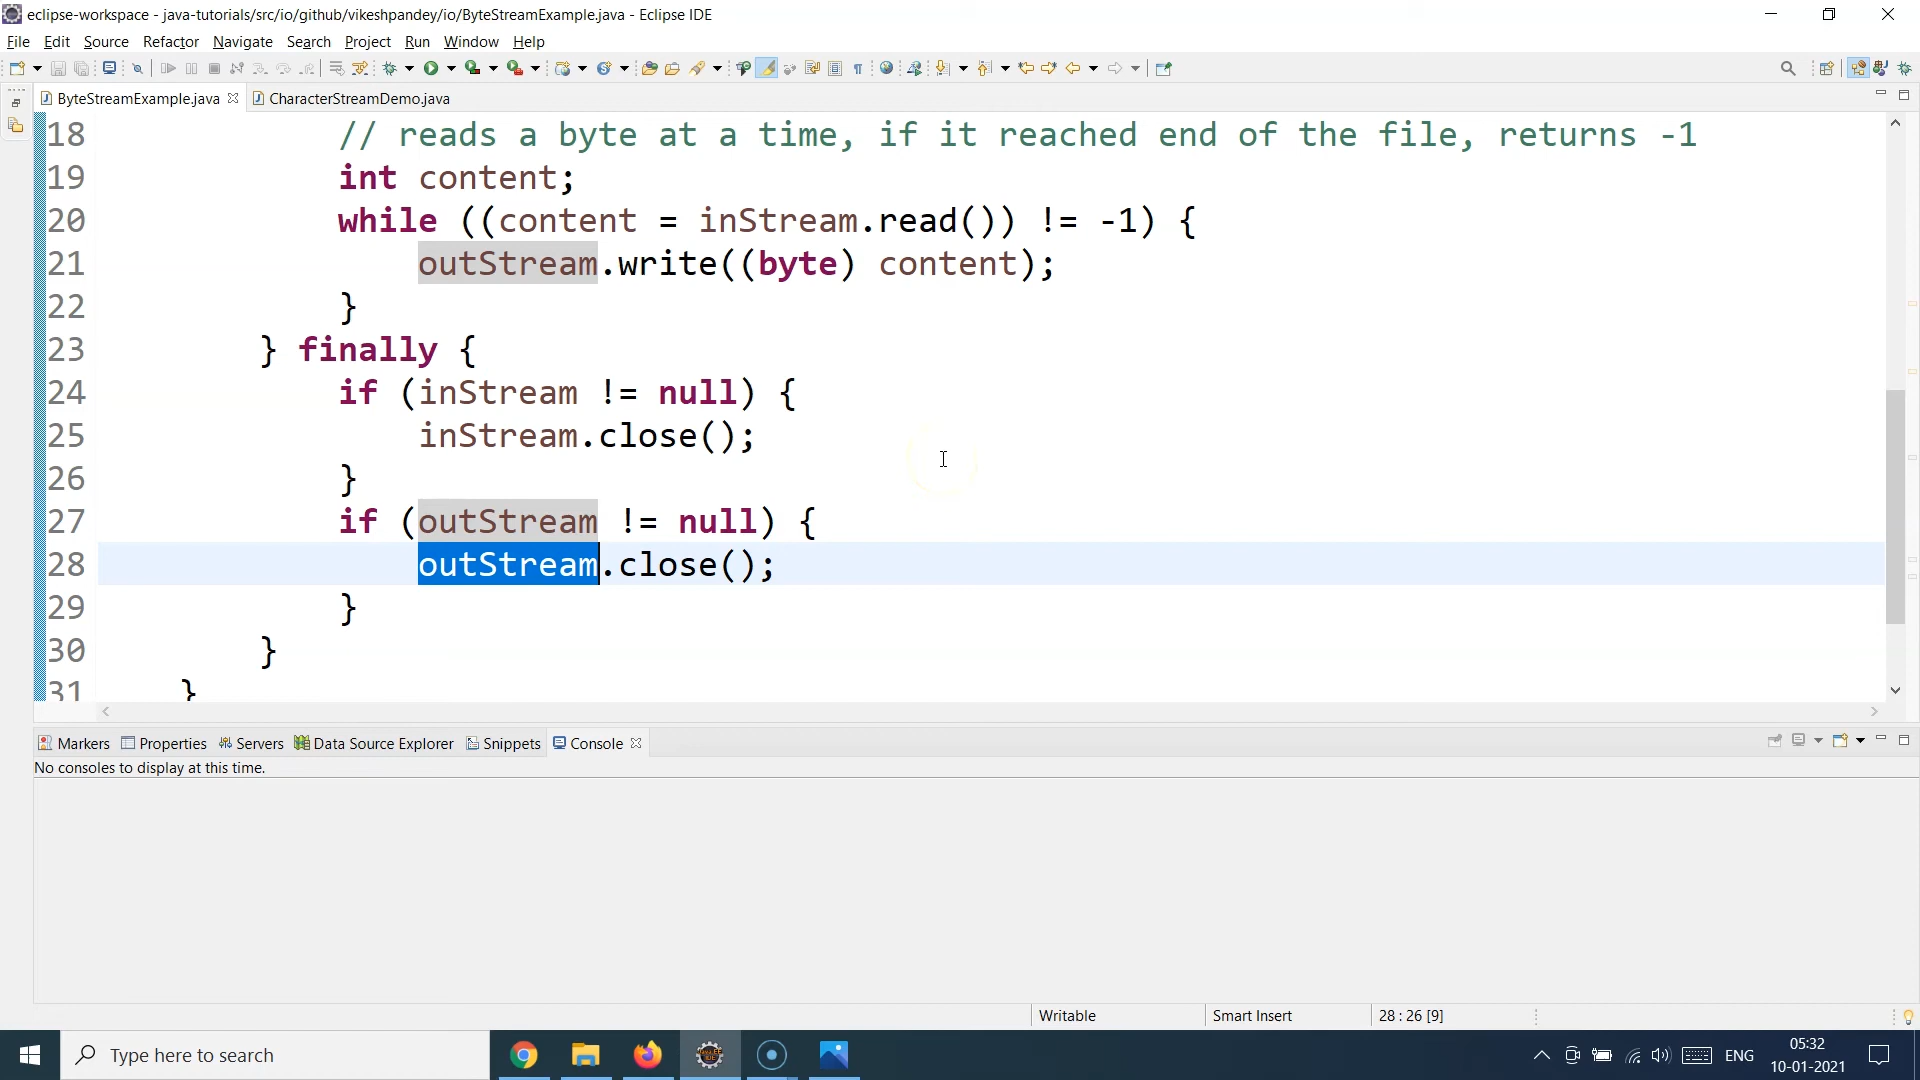 eclipse-workspace - java-tutorials/src/io/github/vikeshpandey/io/ByteStreamExample.java - Eclipse IDE
File Edit Source Refactor Navigate Search Project Run Window Help
ByteStreamExample.java CharacterStreamDemo.java
18 // reads a byte at a time, if it reached end of the file, returns -1
19 int content;
20 while ((content = inStream.read()) != -1) {
21 outStream.write((byte) content);
22 }
23 } finally {
24 if (inStream != null) {
25 inStream.close();
26 }
27 if (outStream != null) {
28 outStream.close();
29 }
30 }
31 }
Markers Properties Servers Data Source Explorer Snippets Console
No consoles to display at this time.
Writable Smart Insert 28 : 26 [9]
Type here to search
ENG
05:32
10-01-2021